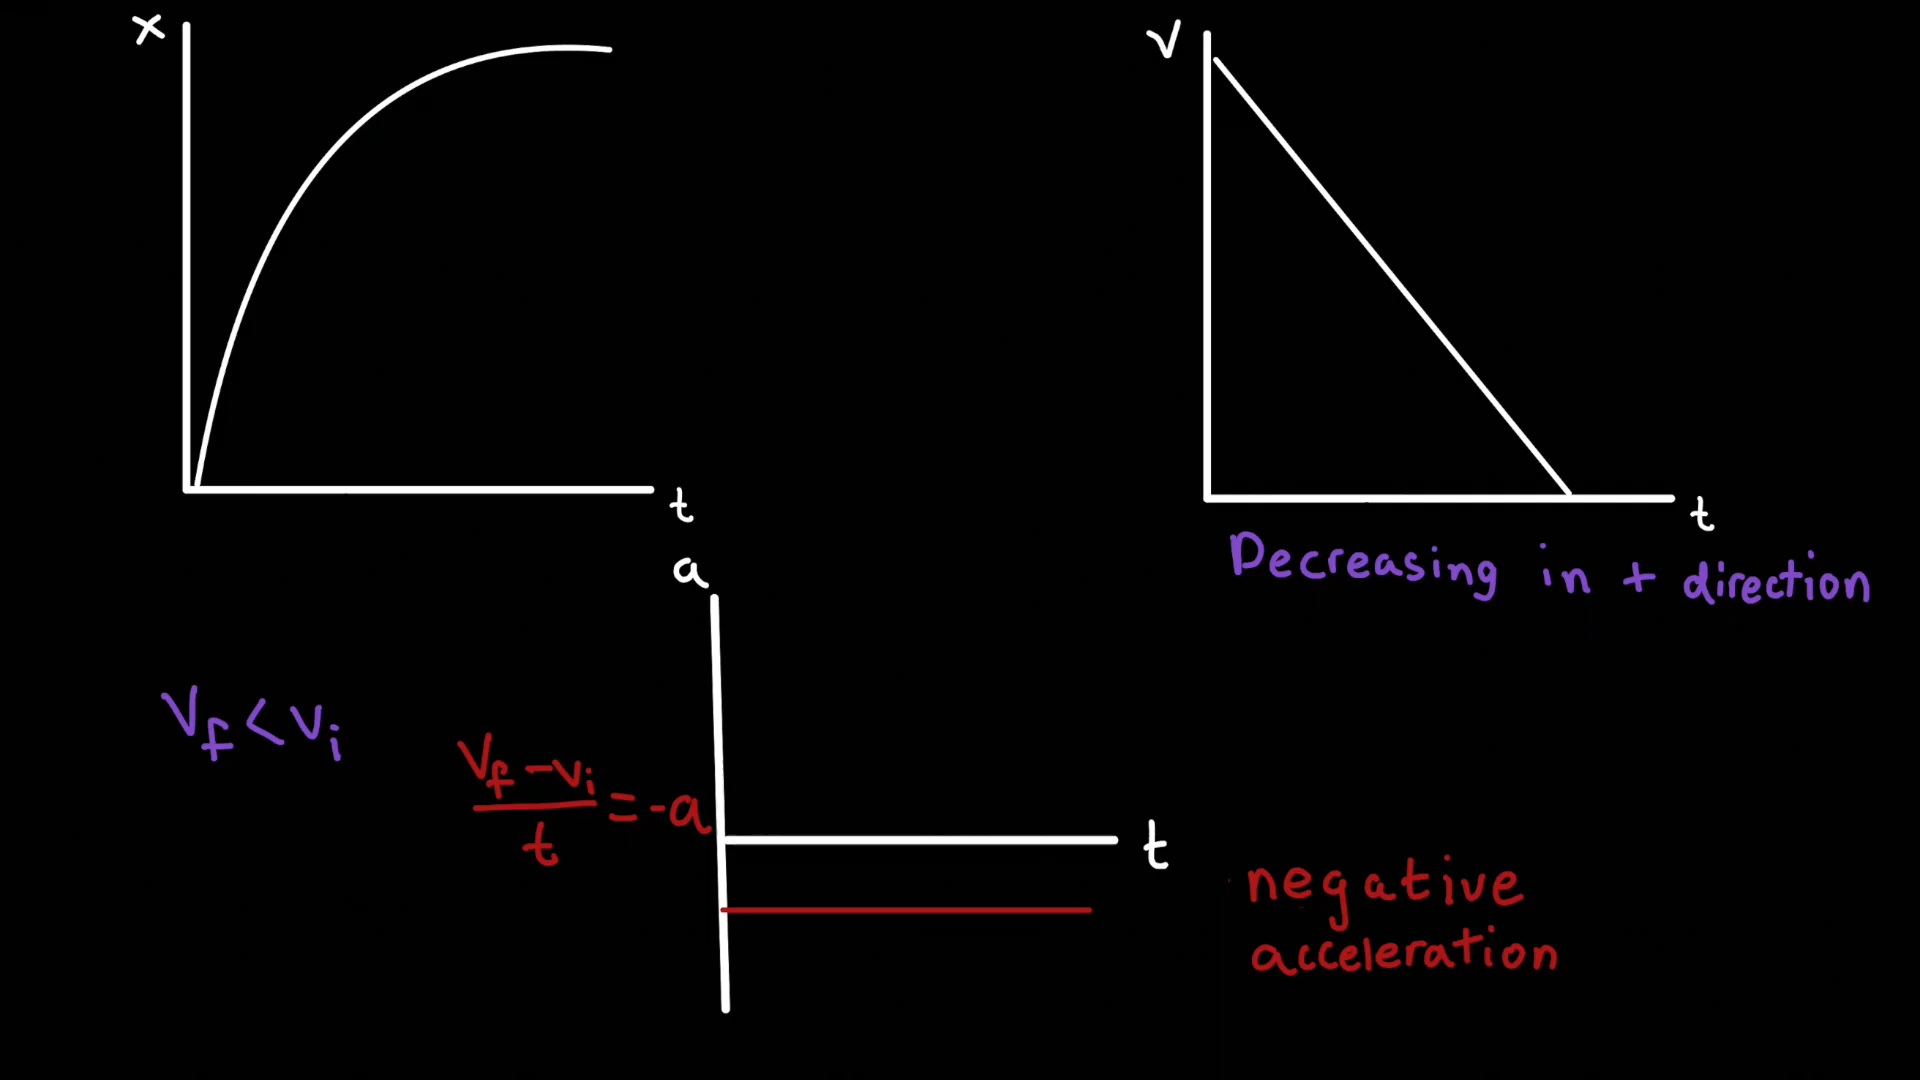 x
v
t
t
Decreasing in + direction
a
Vf < vi
Vf - vi
t
= -a
t
negative
acceleration